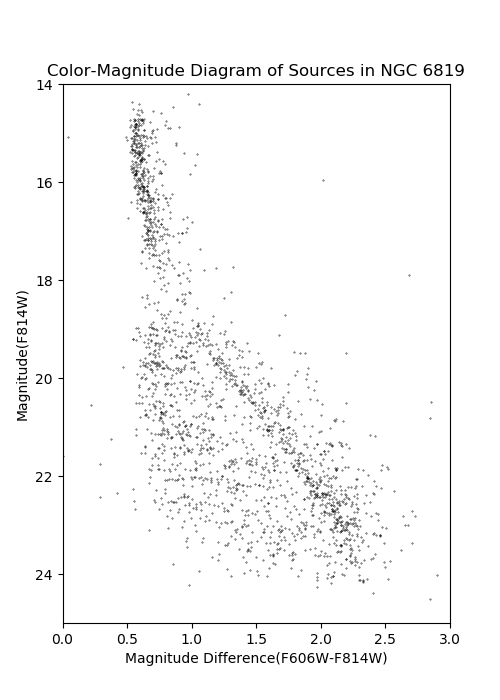 Color-Magnitude Diagram of Sources in NGC 6819
14
16
18
20
22
24
Magnitude(F814W)
0.0 0.5 1.0 1.5 2.0 2.5 3.0
Magnitude Difference(F606W-F814W)